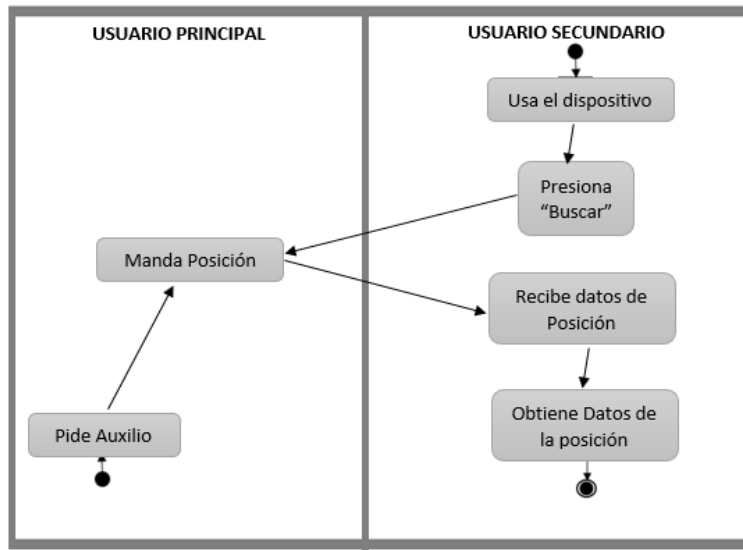 USUARIO PRINCIPAL
USUARIO SECUNDARIO
Usa el dispositivo
Presiona
“Buscar”
Manda Posición
Recibe datos de
Posición
Pide Auxilio
Obtiene Datos de
la posición